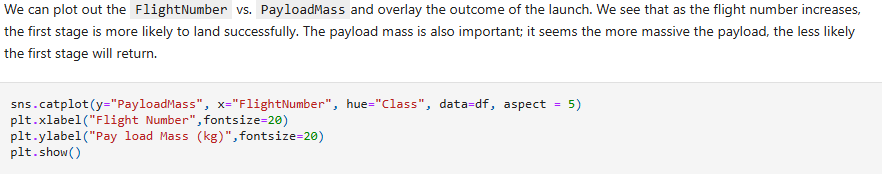 We can plot out the FlightNumber vs. PayloadMass and overlay the outcome of the launch. We see that as the flight number increases,
the first stage is more likely to land successfully. The payload mass is also important; it seems the more massive the payload, the less likely
the first stage will return.
sns.catplot(y="PayloadMass", x="FlightNumber", hue="Class", data=df, aspect = 5)
plt.xlabel("Flight Number",fontsize=20)
plt.ylabel("Pay load Mass (kg)",fontsize=20)
plt.show()